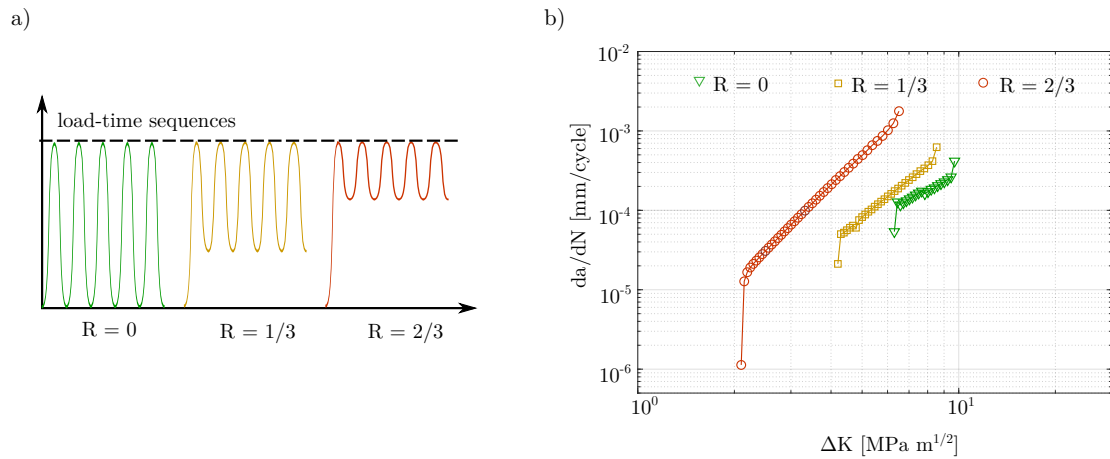 a)
load-time sequences
R = 0
R = 1/3
R = 2/3
b)
10^-2
10^-3
10^-4
10^-5
10^-6
da/dN [mm/cycle]
R = 0
R = 1/3
R = 2/3
10^0
10^1
ΔK [MPa m^1/2]